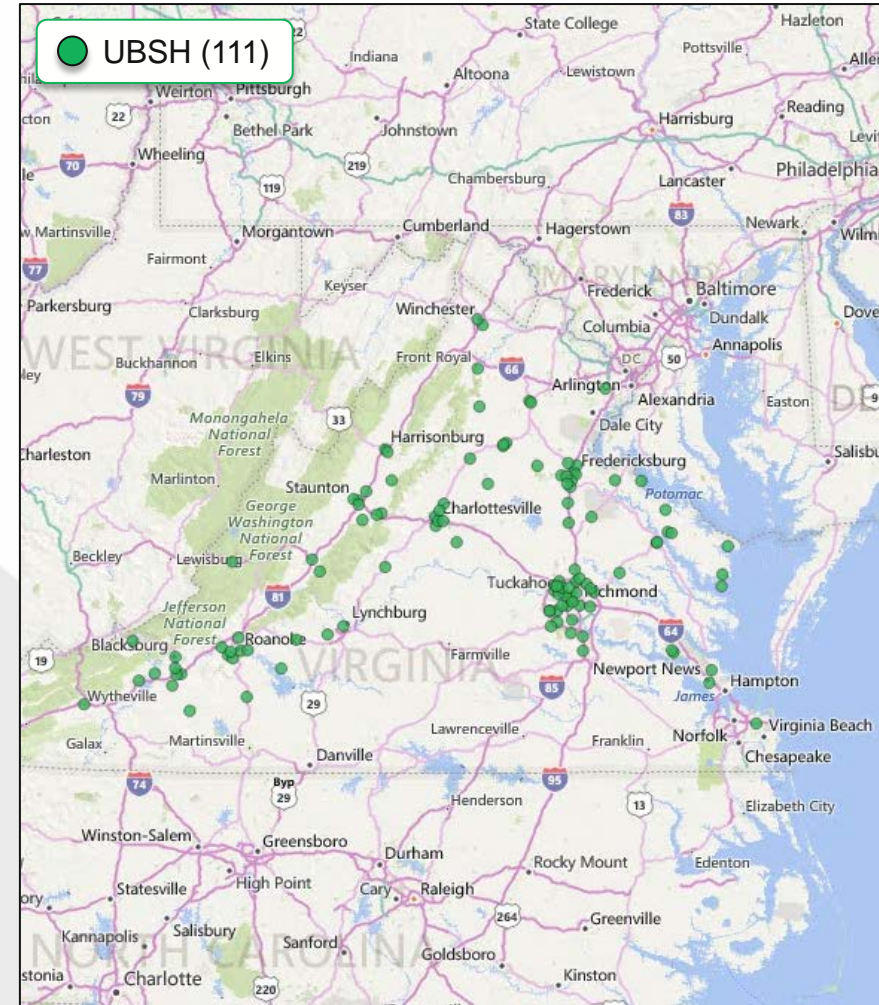 UBSH (111)
22
State College
Hazleton
Indiana
Pottsville
Altoona
Lewistown
Weirton
Pittsburgh
22
Bethel Park
Johnstown
Harrisburg
Reading
Wheeling
70
219
119
Chambersburg
Lancaster
Philadelphia
83
Martinsville
Morgantown
Cumberland
Hagerstown
Newark
Wilm
77
Fairmont
MARYLAND
Keyser
Frederick
Baltimore
Parkersburg
Clarksburg
Winchester
Columbia
Dundalk
Dove
WEST VIRGINIA
Buckhannon
Elkins
Front Royal
66
DC
50
Annapolis
79
Arlington
Alexandria
Easton
DE
9
Monongahela
National
Forest
33
Dale City
Harrisonburg
Charleston
Fredericksburg
Salisbu
Marlinton
Staunton
Potomac
George
Washington
National
Forest
Charlottesville
Beckley
Lewisburg
81
Tuckahoe
Richmond
Jefferson
National
Forest
Lynchburg
Blacksburg
Roanoke
VIRGINIA
Farmville
64
19
Newport News
Hampton
Wytheville
29
85
James
Galax
Martinsville
Lawrenceville
Franklin
Norfolk
Virginia Beach
Danville
Chesapeake
74
Byp
29
95
Henderson
13
Elizabeth City
Winston-Salem
Greensboro
Durham
Rocky Mount
Edenton
High Point
Statesville
Cary
Raleigh
264
Greenville
Kannapolis
Salisbury
Sanford
NORTH CAROLINA
Goldsboro
Charlotte
220
Kinston